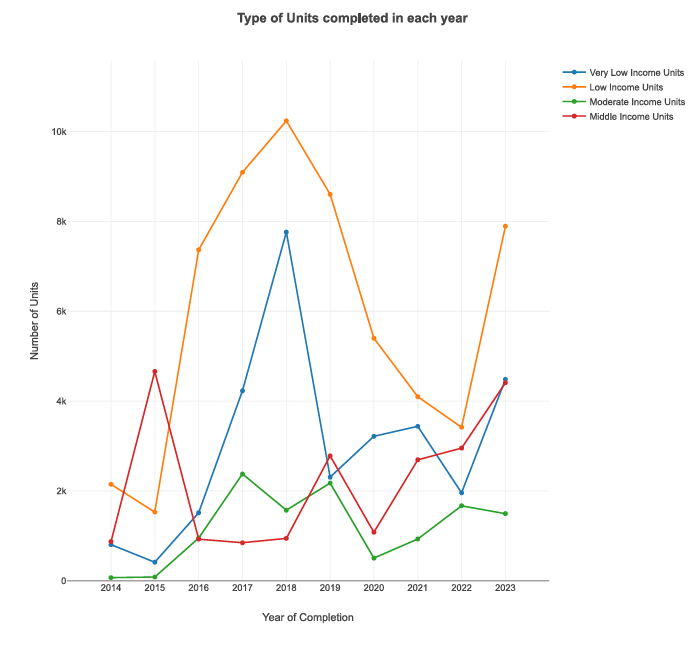 Type of Units completed in each year
Very Low Income Units
Low Income Units
Moderate Income Units
Middle Income Units
10k
8k
6k
4k
2k
0
Number of Units
2014 2015 2016 2017 2018 2019 2020 2021 2022 2023
Year of Completion